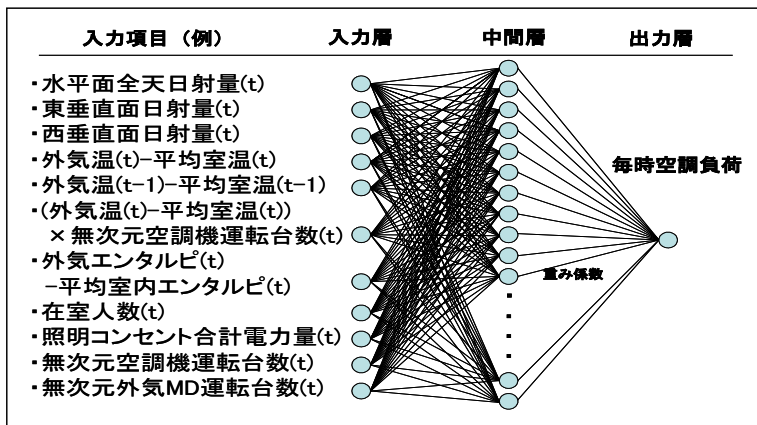 入力項目（例） 入力層 中間層 出力層
・水平面全天日射量(t)
・東垂直面日射量(t)
・西垂直面日射量(t)
・外気温(t)-平均室温(t)
・外気温(t-1)-平均室温(t-1)
・(外気温(t)-平均室温(t))
×無次元空調機運転台数(t)
・外気エンタルピ(t)
-平均室内エンタルピ(t)
・在室人数(t)
・照明コンセント合計電力量(t)
・無次元空調機運転台数(t)
・無次元外気MD運転台数(t)
毎時空調負荷
重み係数